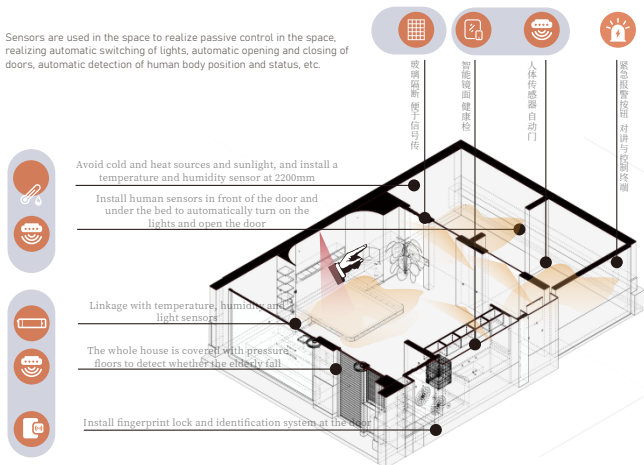 Sensors are used in the space to realize passive control in the space,
realizing automatic switching of lights, automatic opening and closing of
doors, automatic detection of human body position and status, etc.
玻璃隔断 便于信号传
智能镜面 健康检
人体传感器 自动门
紧急报警按钮 对讲与控制终端
Avoid cold and heat sources and sunlight, and install a
temperature and humidity sensor at 2200mm
Install human sensors in front of the door and
under the bed to automatically turn on the
lights and open the door
Linkage with temperature, humidity and
light sensors
The whole house is covered with pressure
floors to detect whether the elderly fall
Install fingerprint lock and identification system at the door